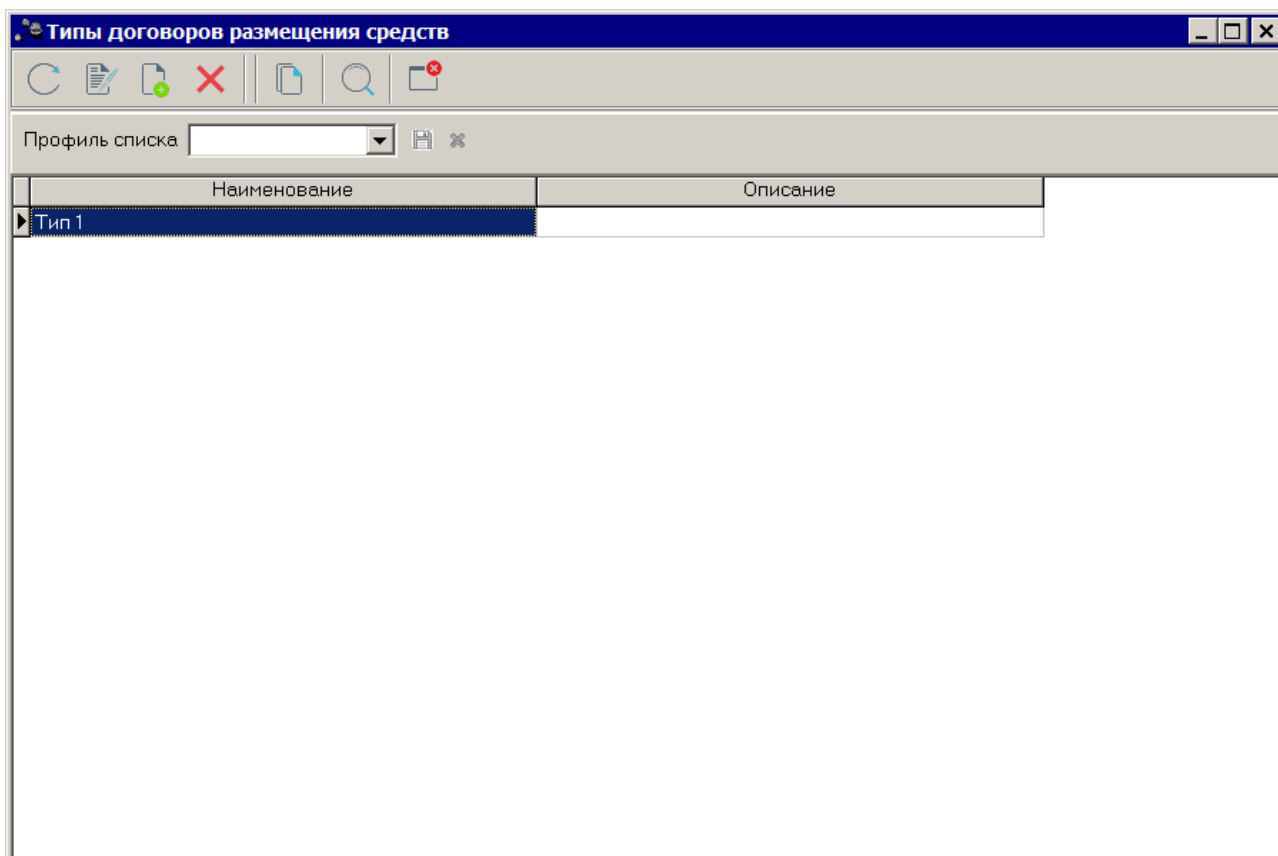 Типы договоров размещения средств
Профиль списка
Наименование Описание
Тип 1